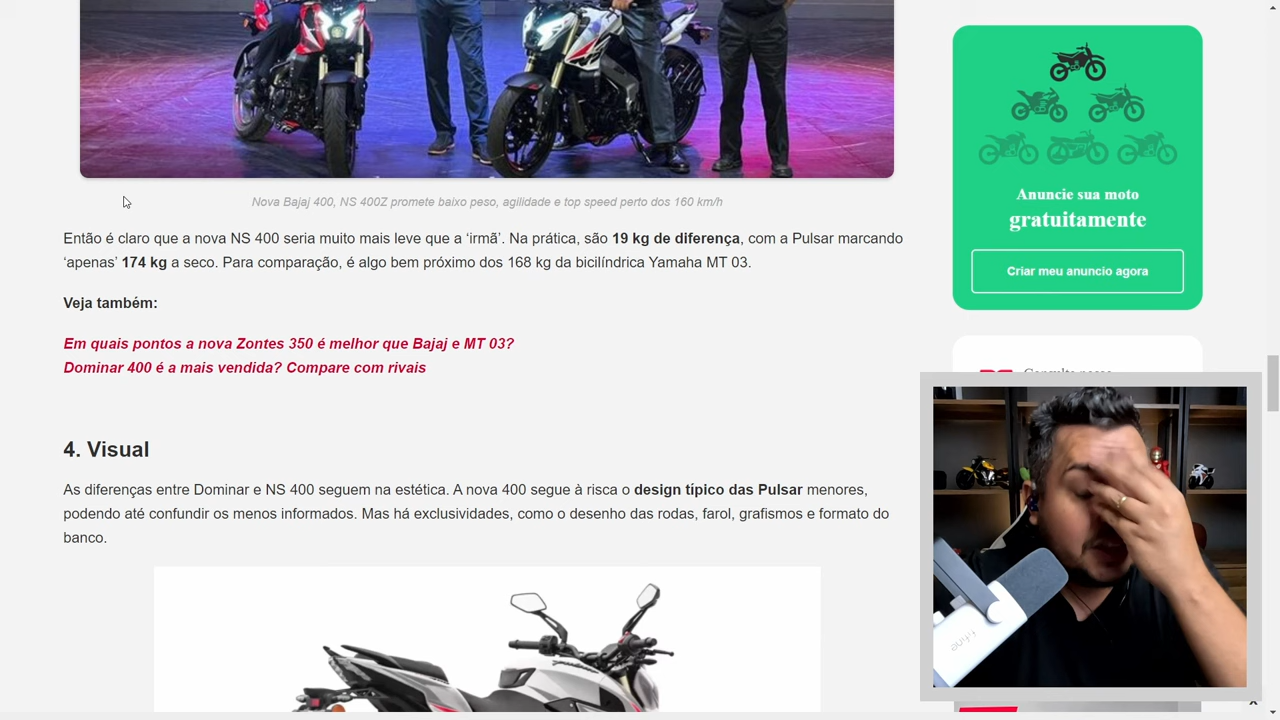 Nova Bajaj 400, NS 400Z promete baixo peso, agilidade e top speed perto dos 160 km/h
Então é claro que a nova NS 400 seria muito mais leve que a ‘irmã’. Na prática, são 19 kg de diferença, com a Pulsar marcando
‘apenas’ 174 kg a seco. Para comparação, é algo bem próximo dos 168 kg da bicilíndrica Yamaha MT 03.
Veja também:
Em quais pontos a nova Zontes 350 é melhor que Bajaj e MT 03?
Dominar 400 é a mais vendida? Compare com rivais
4. Visual
As diferenças entre Dominar e NS 400 seguem na estética. A nova 400 segue à risca o design típico das Pulsar menores,
podendo até confundir os menos informados. Mas há exclusividades, como o desenho das rodas, farol, grafismos e formato do
banco.
Anuncie sua moto
gratuitamente
Criar meu anuncio agora
fifine